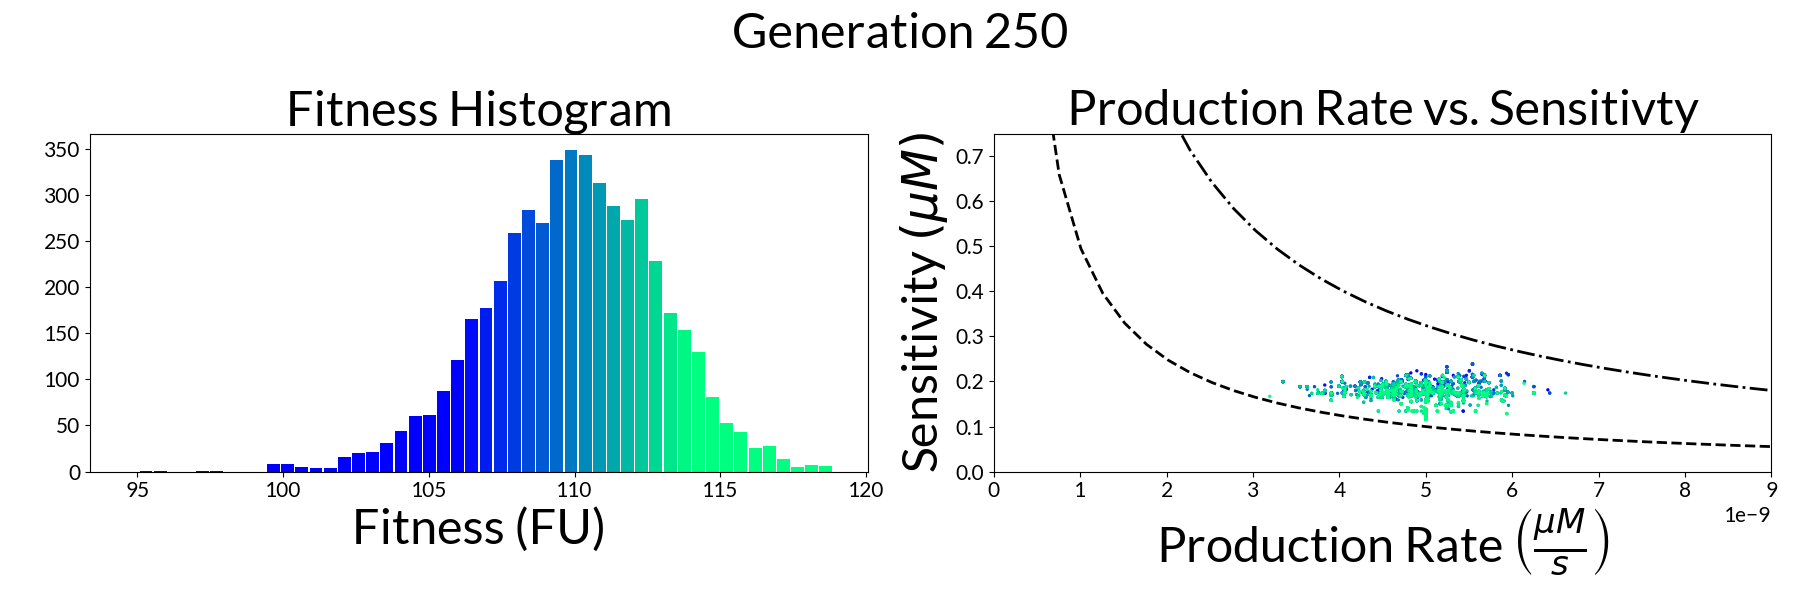 Generation 250
Fitness Histogram
350
300
250
200
150
100
50
0
95 100 105 110 115 120
Fitness (FU)
Production Rate vs. Sensitivty
Sensitivity (μM)
0.7
0.6
0.5
0.4
0.3
0.2
0.1
0.0
0 1 2 3 4 5 6 7 8 9
1e−9
Production Rate (μM/s)